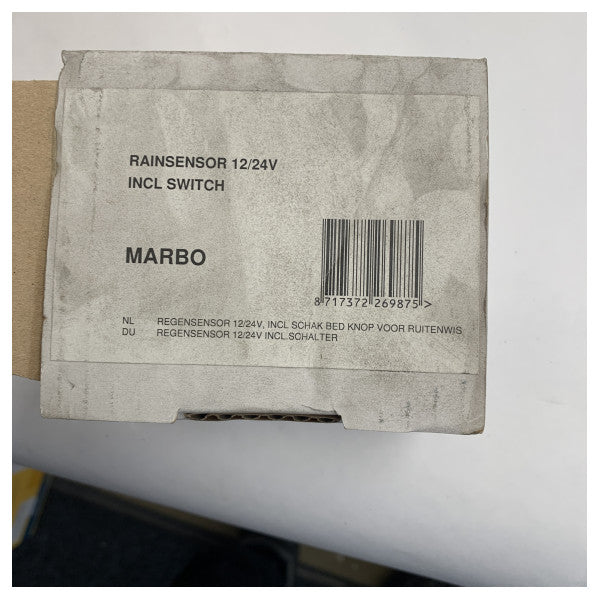 RAINSENSOR 12/24V
INCL SWITCH
MARBO
8 717372 269875 >
NL REGENSENSOR 12/24V, INCL SCHAK BED KNOP VOOR RUITENWIS
DU REGENSENSOR 12/24V INCL.SCHALTER